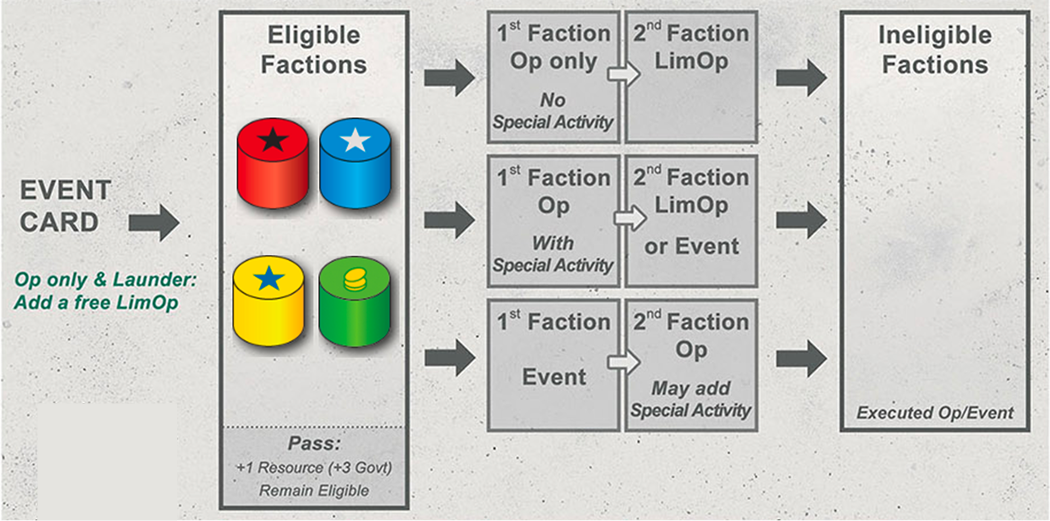 EVENT
CARD
Op only & Launder:
Add a free LimOp
Eligible
Factions
Pass:
+1 Resource (+3 Govt)
Remain Eligible
1st Faction
Op only
No
Special Activity
2nd Faction
LimOp
1st Faction
Op
With
Special Activity
2nd Faction
LimOp
or Event
1st Faction
Event
2nd Faction
Op
May add
Special Activity
Ineligible
Factions
Executed Op/Event